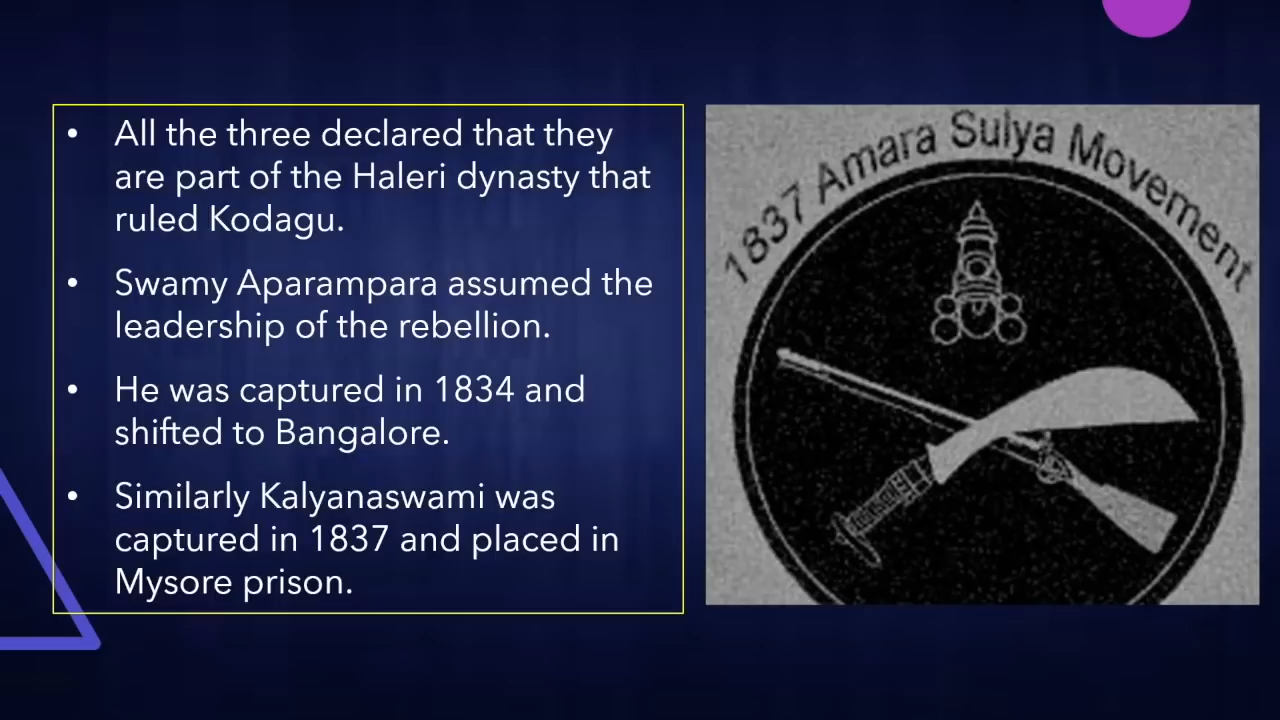 • All the three declared that they
are part of the Haleri dynasty that
ruled Kodagu.
• Swamy Aparampara assumed the
leadership of the rebellion.
• He was captured in 1834 and
shifted to Bangalore.
• Similarly Kalyanaswami was
captured in 1837 and placed in
Mysore prison.
1837 Amara Sulya Movement